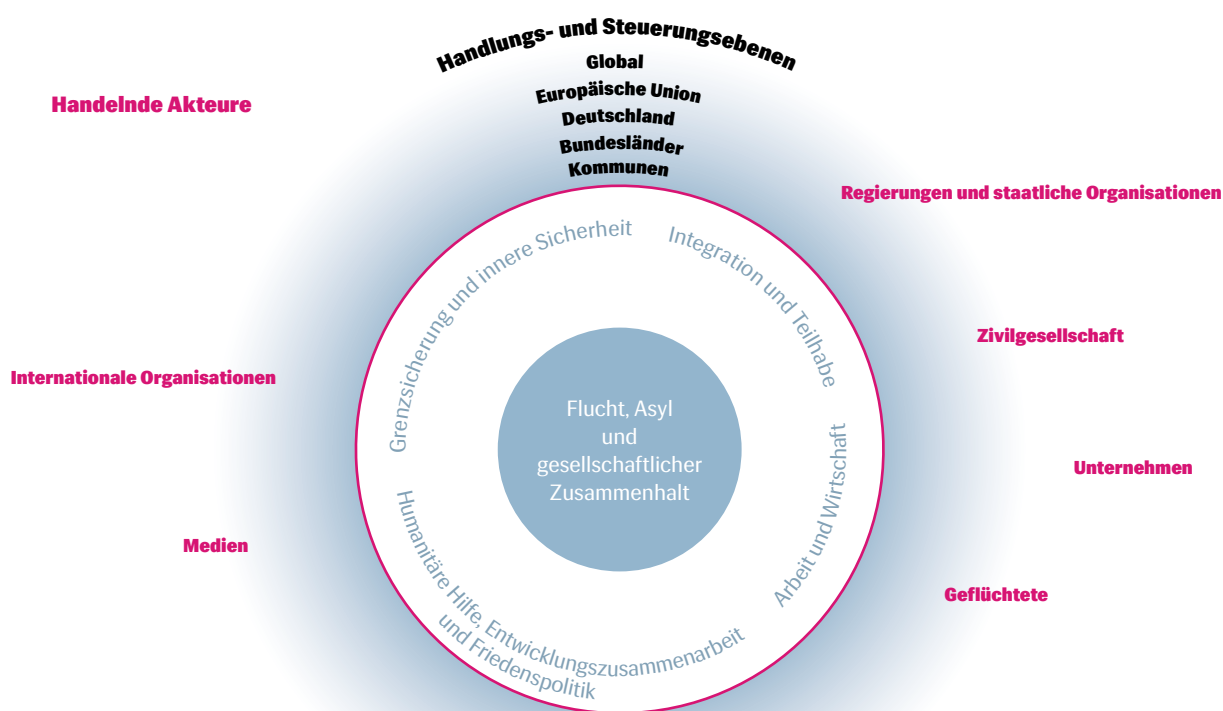 Handlungs- und Steuerungsebenen
Global
Europäische Union
Deutschland
Bundesländer
Kommunen
Handelnde Akteure
Regierungen und staatliche Organisationen
Zivilgesellschaft
Unternehmen
Geflüchtete
Internationale Organisationen
Medien
Grenzsicherung und innere Sicherheit
Integration und Teilhabe
Arbeit und Wirtschaft
Humanitäre Hilfe, Entwicklungszusammenarbeit
und Friedenspolitik
Flucht, Asyl
und
gesellschaftlicher
Zusammenhalt